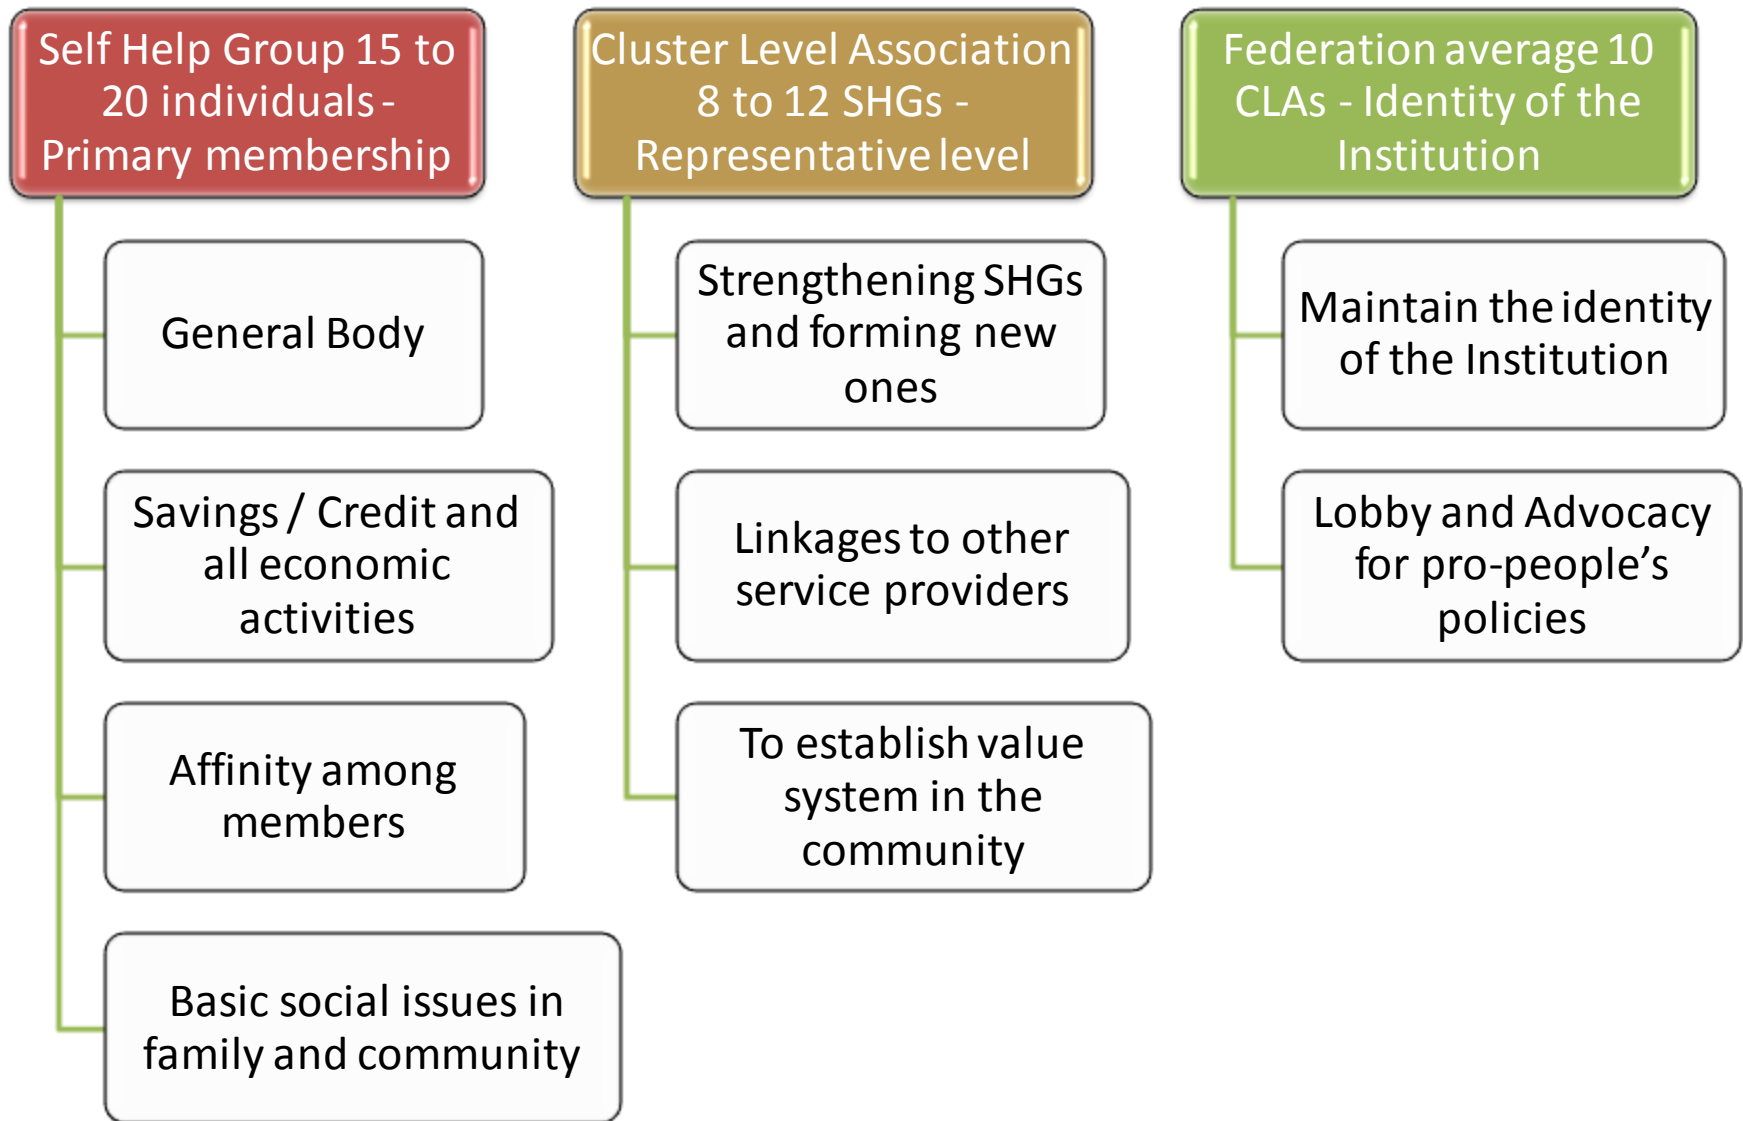 Self Help Group 15 to
20 individuals -
Primary membership
General Body
Savings / Credit and
all economic
activities
Affinity among
members
Basic social issues in
family and community
Cluster Level Association
8 to 12 SHGs -
Representative level
Strengthening SHGs
and forming new
ones
Linkages to other
service providers
To establish value
system in the
community
Federation average 10
CLAs - Identity of the
Institution
Maintain the identity
of the Institution
Lobby and Advocacy
for pro-people’s
policies